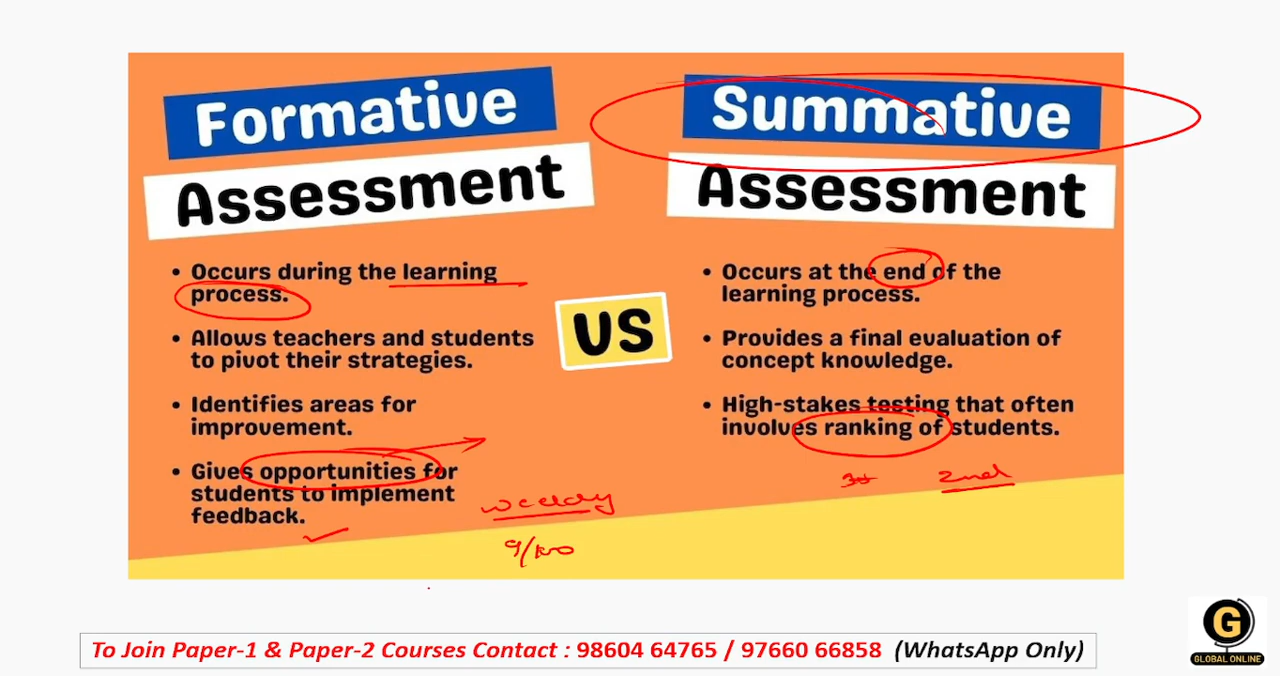 Formative
Assessment
• Occurs during the learning
process.
• Allows teachers and students
to pivot their strategies.
• Identifies areas for
improvement.
• Gives opportunities for
students to implement
feedback.
weekly
VS
Summative
Assessment
• Occurs at the end of the
learning process.
• Provides a final evaluation of
concept knowledge.
• High-stakes testing that often
involves ranking of students.
2nd
To Join Paper-1 & Paper-2 Courses Contact : 98604 64765 / 97660 66858 (WhatsApp Only)
G
GLOBAL ONLINE